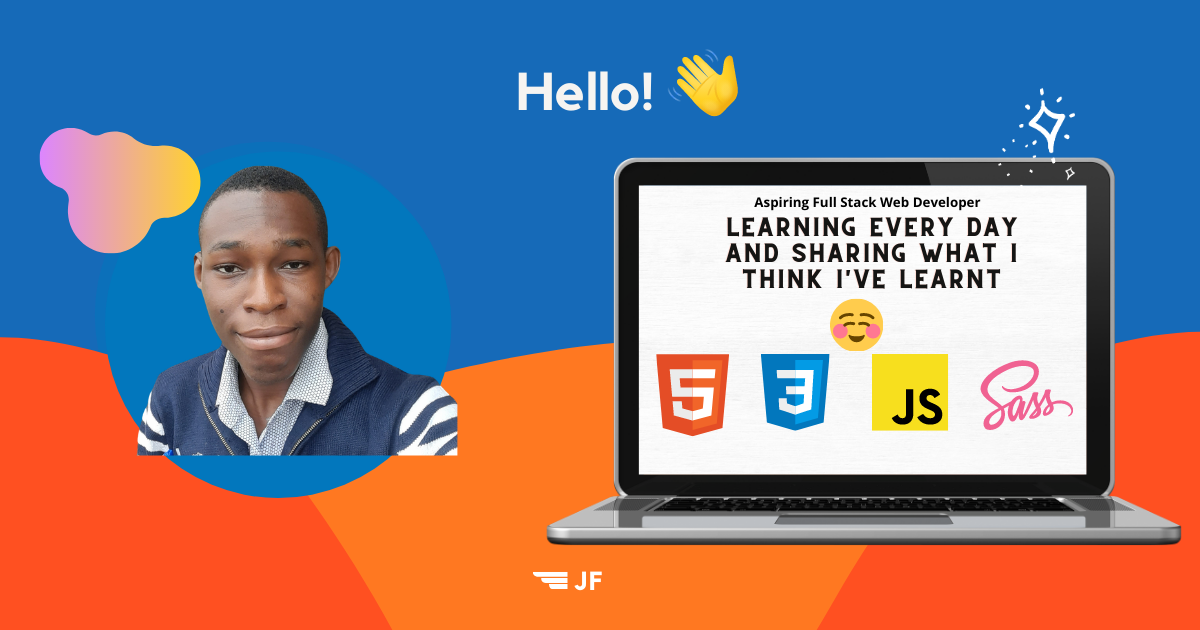 Hello!
Aspiring Full Stack Web Developer
LEARNING EVERY DAY
AND SHARING WHAT I
THINK I'VE LEARNT
5
3
JS
Sass
JF